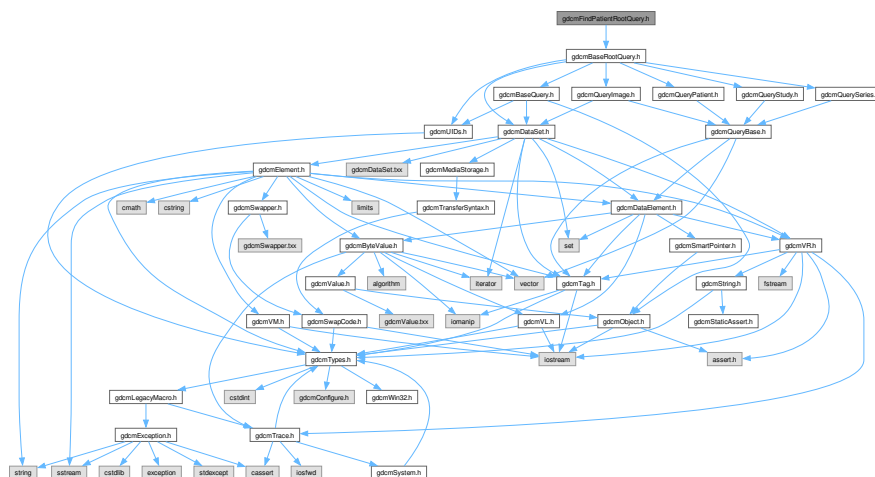 gdcmFindPatientRootQuery.h
gdcmBaseRootQuery.h
gdcmBaseQuery.h
gdcmQueryImage.h
gdcmQueryPatient.h
gdcmQueryStudy.h
gdcmQuerySeries.
gdcmUIDs.h
gdcmDataSet.h
gdcmQueryBase.h
gdcmElement.h
gdcmDataSet.txx
gdcmMediaStorage.h
cmath
cstring
gdcmSwapper.h
limits
gdcmTransferSyntax.h
gdcmDataElement.h
gdcmSwapper.txx
gdcmByteValue.h
set
gdcmSmartPointer.h
gdcmVR.h
gdcmValue.h
algorithm
iterator
vector
gdcmTag.h
gdcmString.h
fstream
gdcmVM.h
gdcmSwapCode.h
gdcmValue.txx
iomanip
gdcmVL.h
gdcmObject.h
gdcmStaticAssert.h
gdcmTypes.h
iostream
assert.h
gdcmLegacyMacro.h
cstdint
gdcmConfigure.h
gdcmWin32.h
gdcmException.h
gdcmTrace.h
string
sstream
cstdlib
exception
stdexcept
cassert
iosfwd
gdcmSystem.h